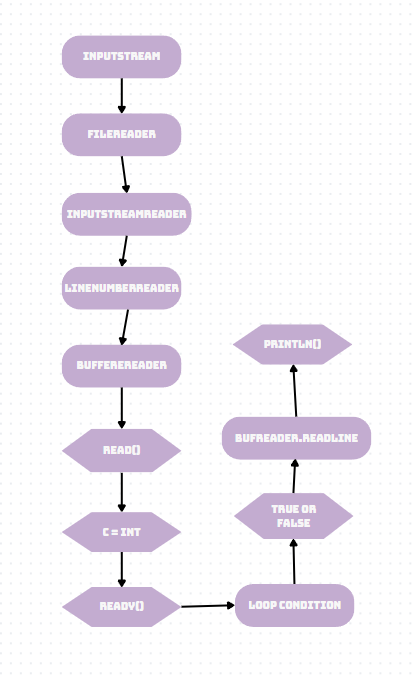 INPUTSTREAM
FILEREADER
INPUTSTREAMREADER
LINENUMBERREADER
BUFFEREREADER
READ()
C = INT
READY()
LOOP CONDITION
TRUE OR
FALSE
BUFREADER.READLINE
PRINTLN()